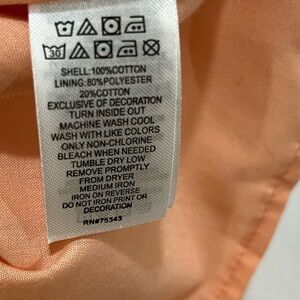 SHELL:100%COTTON
LINING:80%POLYESTER
20%COTTON
EXCLUSIVE OF DECORATION
TURN INSIDE OUT
MACHINE WASH COOL
WASH WITH LIKE COLORS
ONLY NON-CHLORINE
BLEACH WHEN NEEDED
TUMBLE DRY LOW
REMOVE PROMPTLY
FROM DRYER
MEDIUM IRON
IRON ON REVERSE
DO NOT IRON PRINT OR
DECORATION
RN#75343